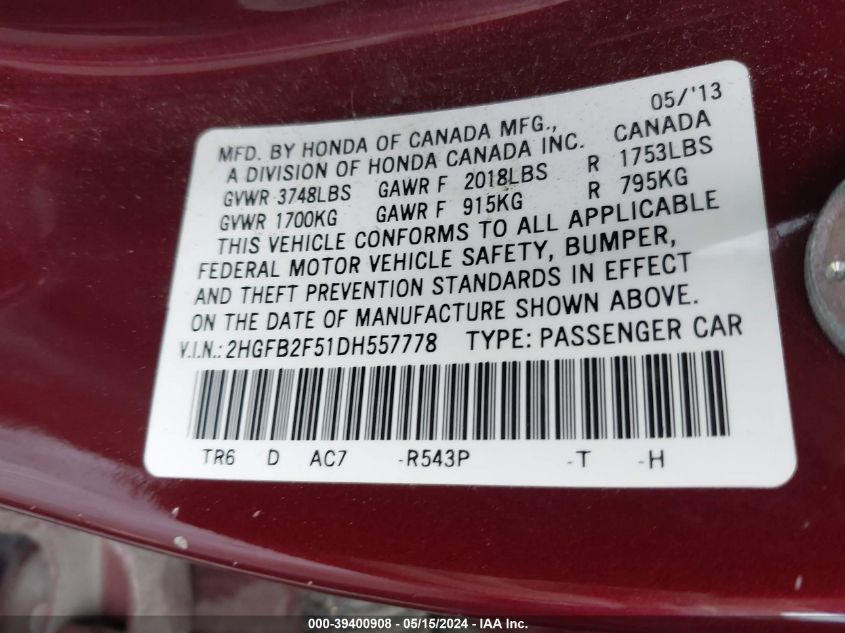 05/'13
MFD. BY HONDA OF CANADA MFG., CANADA
A DIVISION OF HONDA CANADA INC.
GVWR 3748LBS GAWR F 2018LBS R 1753LBS
GVWR 1700KG GAWR F 915KG R 795KG
THIS VEHICLE CONFORMS TO ALL APPLICABLE
FEDERAL MOTOR VEHICLE SAFETY, BUMPER,
AND THEFT PREVENTION STANDARDS IN EFFECT
ON THE DATE OF MANUFACTURE SHOWN ABOVE.
V.I.N.: 2HGFB2F51DH557778 TYPE: PASSENGER CAR
TR6 D AC7 -R543P -T -H
000-39400908 - 05/15/2024 - IAA, Inc.